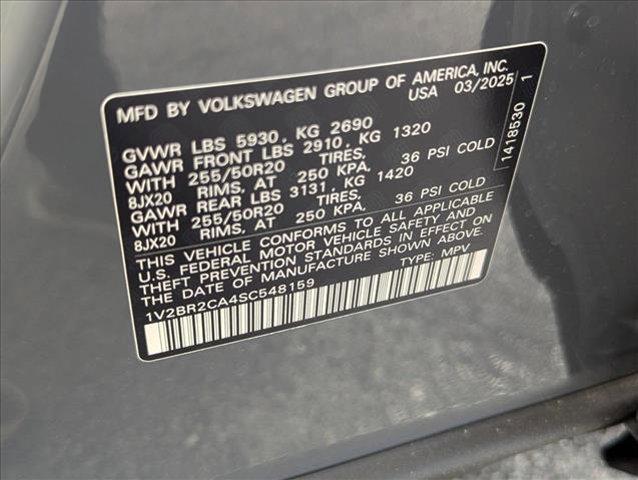 MFD BY VOLKSWAGEN GROUP OF AMERICA, INC.
USA 03/2025
GVWR LBS 5930, KG 2690
GAWR FRONT LBS 2910, KG 1320
WITH 255/50R20 TIRES, 36 PSI COLD
8JX20 RIMS, AT 250 KPA,
GAWR REAR LBS 3131, KG 1420
WITH 255/50R20 TIRES, 36 PSI COLD
8JX20 RIMS, AT 250 KPA,
THIS VEHICLE CONFORMS TO ALL APPLICABLE
U.S. FEDERAL MOTOR VEHICLE SAFETY AND
THEFT PREVENTION STANDARDS IN EFFECT ON
THE DATE OF MANUFACTURE SHOWN ABOVE.
1V2BR2CA4SC548159 TYPE: MPV
1418530 1